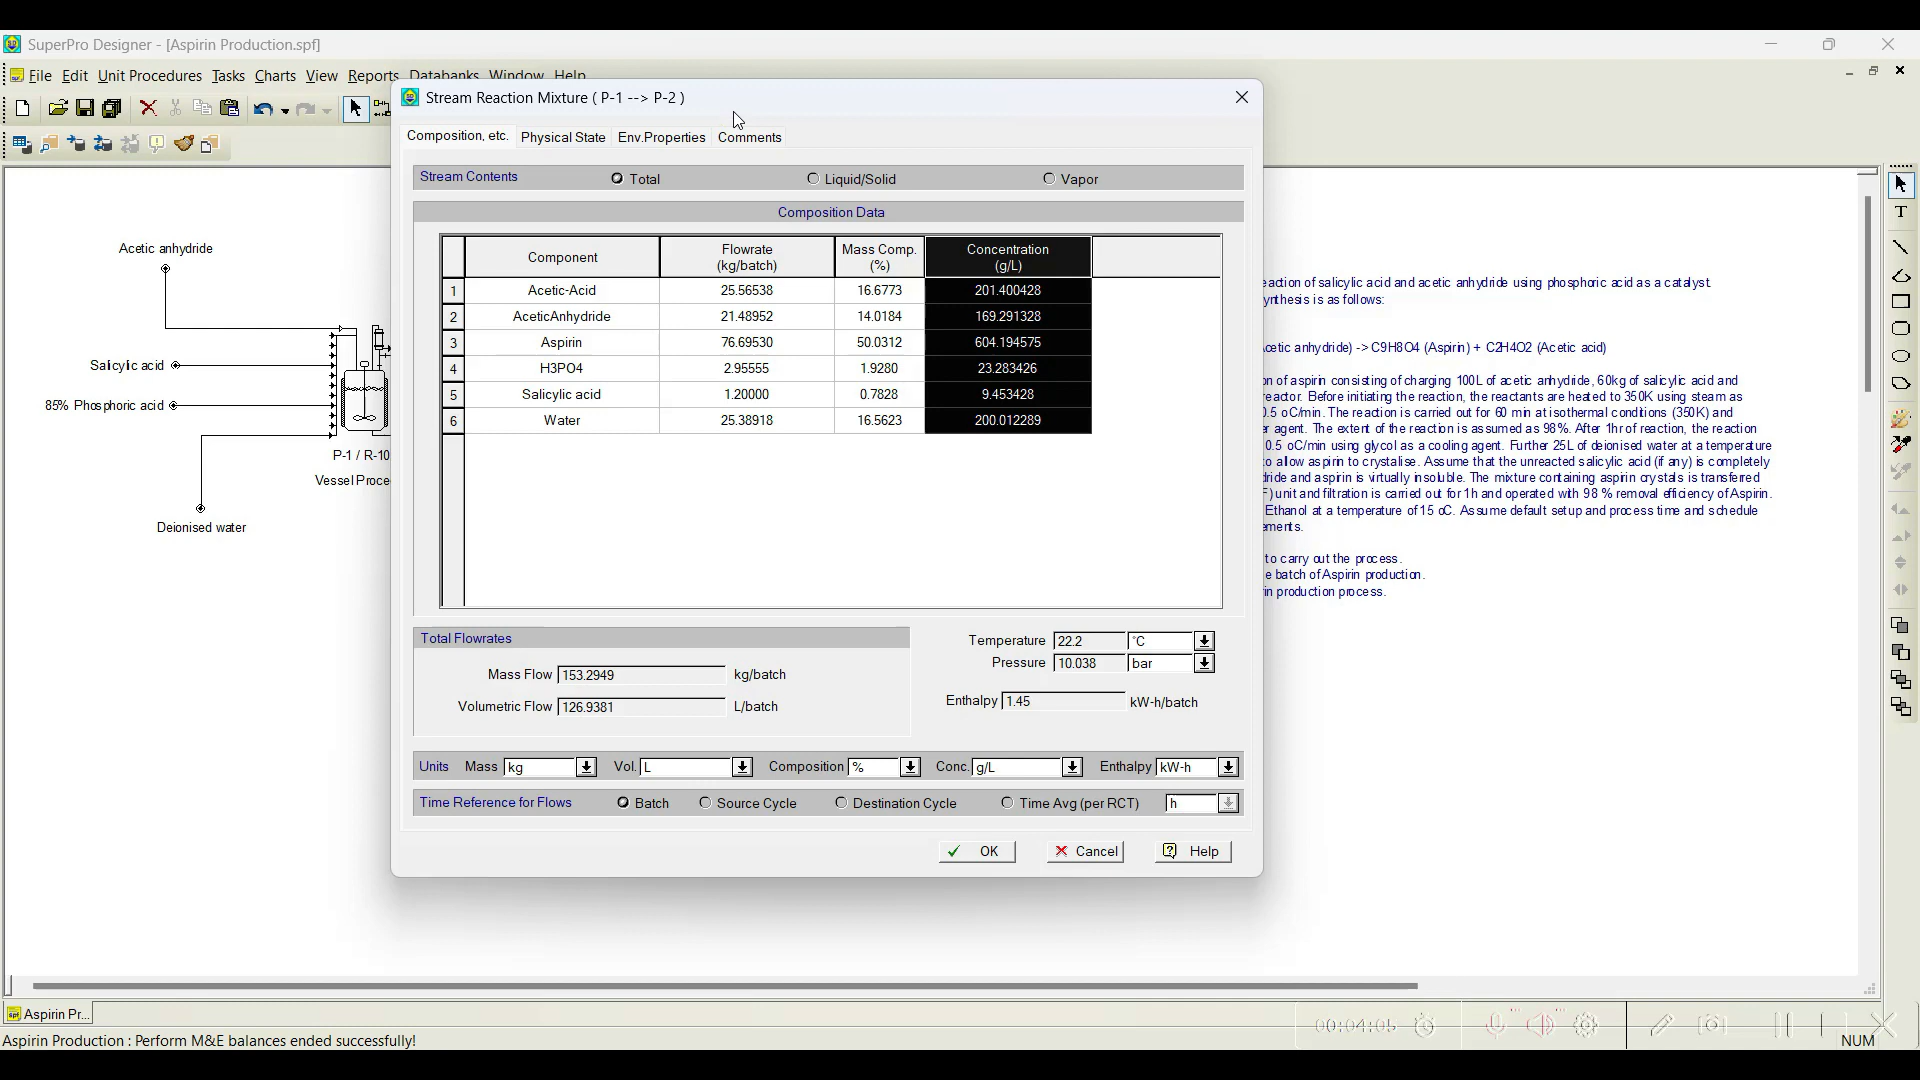 SuperPro Designer - [Aspirin Production.spf]
File Edit Unit Procedures Tasks Charts View Reports Databanks Window Help
Stream Reaction Mixture ( P-1 --> P-2 )
Composition, etc. Physical State Env.Properties Comments
Stream Contents Total Liquid/Solid Vapor
Composition Data
Component Flowrate (kg/batch) Mass Comp. (%) Concentration (g/L)
1 Acetic-Acid 25.56538 16.6773 201.400428
2 AceticAnhydride 21.48952 14.0184 169.291328
3 Aspirin 76.69530 50.0312 604.194575
4 H3PO4 2.95555 1.9280 23.283426
5 Salicylic acid 1.20000 0.7828 9.453428
6 Water 25.38918 16.5623 200.012289
Total Flowrates
Mass Flow 153.2949 kg/batch
Volumetric Flow 126.9381 L/batch
Temperature 22.2 °C
Pressure 10.038 bar
Enthalpy 1.45 kW-h/batch
Units Mass kg Vol. L Composition % Conc. g/L Enthalpy kW-h
Time Reference for Flows Batch Source Cycle Destination Cycle Time Avg (per RCT) h
OK Cancel Help
Acetic anhydride
Salicylic acid
85% Phosphoric acid
P-1 / R-10
Vessel Proce
Deionised water
eaction of salicylic acid and acetic anhydride using phosphoric acid as a catalyst.
ynthesis is as follows:
cetic anhydride) -> C9H8O4 (Aspirin) + C2H4O2 (Acetic acid)
on of aspirin consisting of charging 100L of acetic anhydride, 60kg of salicylic acid and
eactor. Before initiating the reaction, the reactants are heated to 350K using steam as
0.5 oC/min. The reaction is carried out for 60 min at isothermal conditions (350K) and
r agent. The extent of the reaction is assumed as 98%. After 1hr of reaction, the reaction
0.5 oC/min using glycol as a cooling agent. Further 25L of deionised water at a temperature
to allow aspirin to crystalise. Assume that the unreacted salicylic acid (if any) is completely
dride and aspirin is virtually insoluble. The mixture containing aspirin crystals is transferred
F) unit and filtration is carried out for 1h and operated with 98 % removal efficiency of Aspirin.
Ethanol at a temperature of 15 oC. Assume default setup and process time and schedule
ements.
to carry out the process.
e batch of Aspirin production.
in production process.
T
Aspirin Pr...
00:04:05
Aspirin Production : Perform M&E balances ended successfully!
NUM